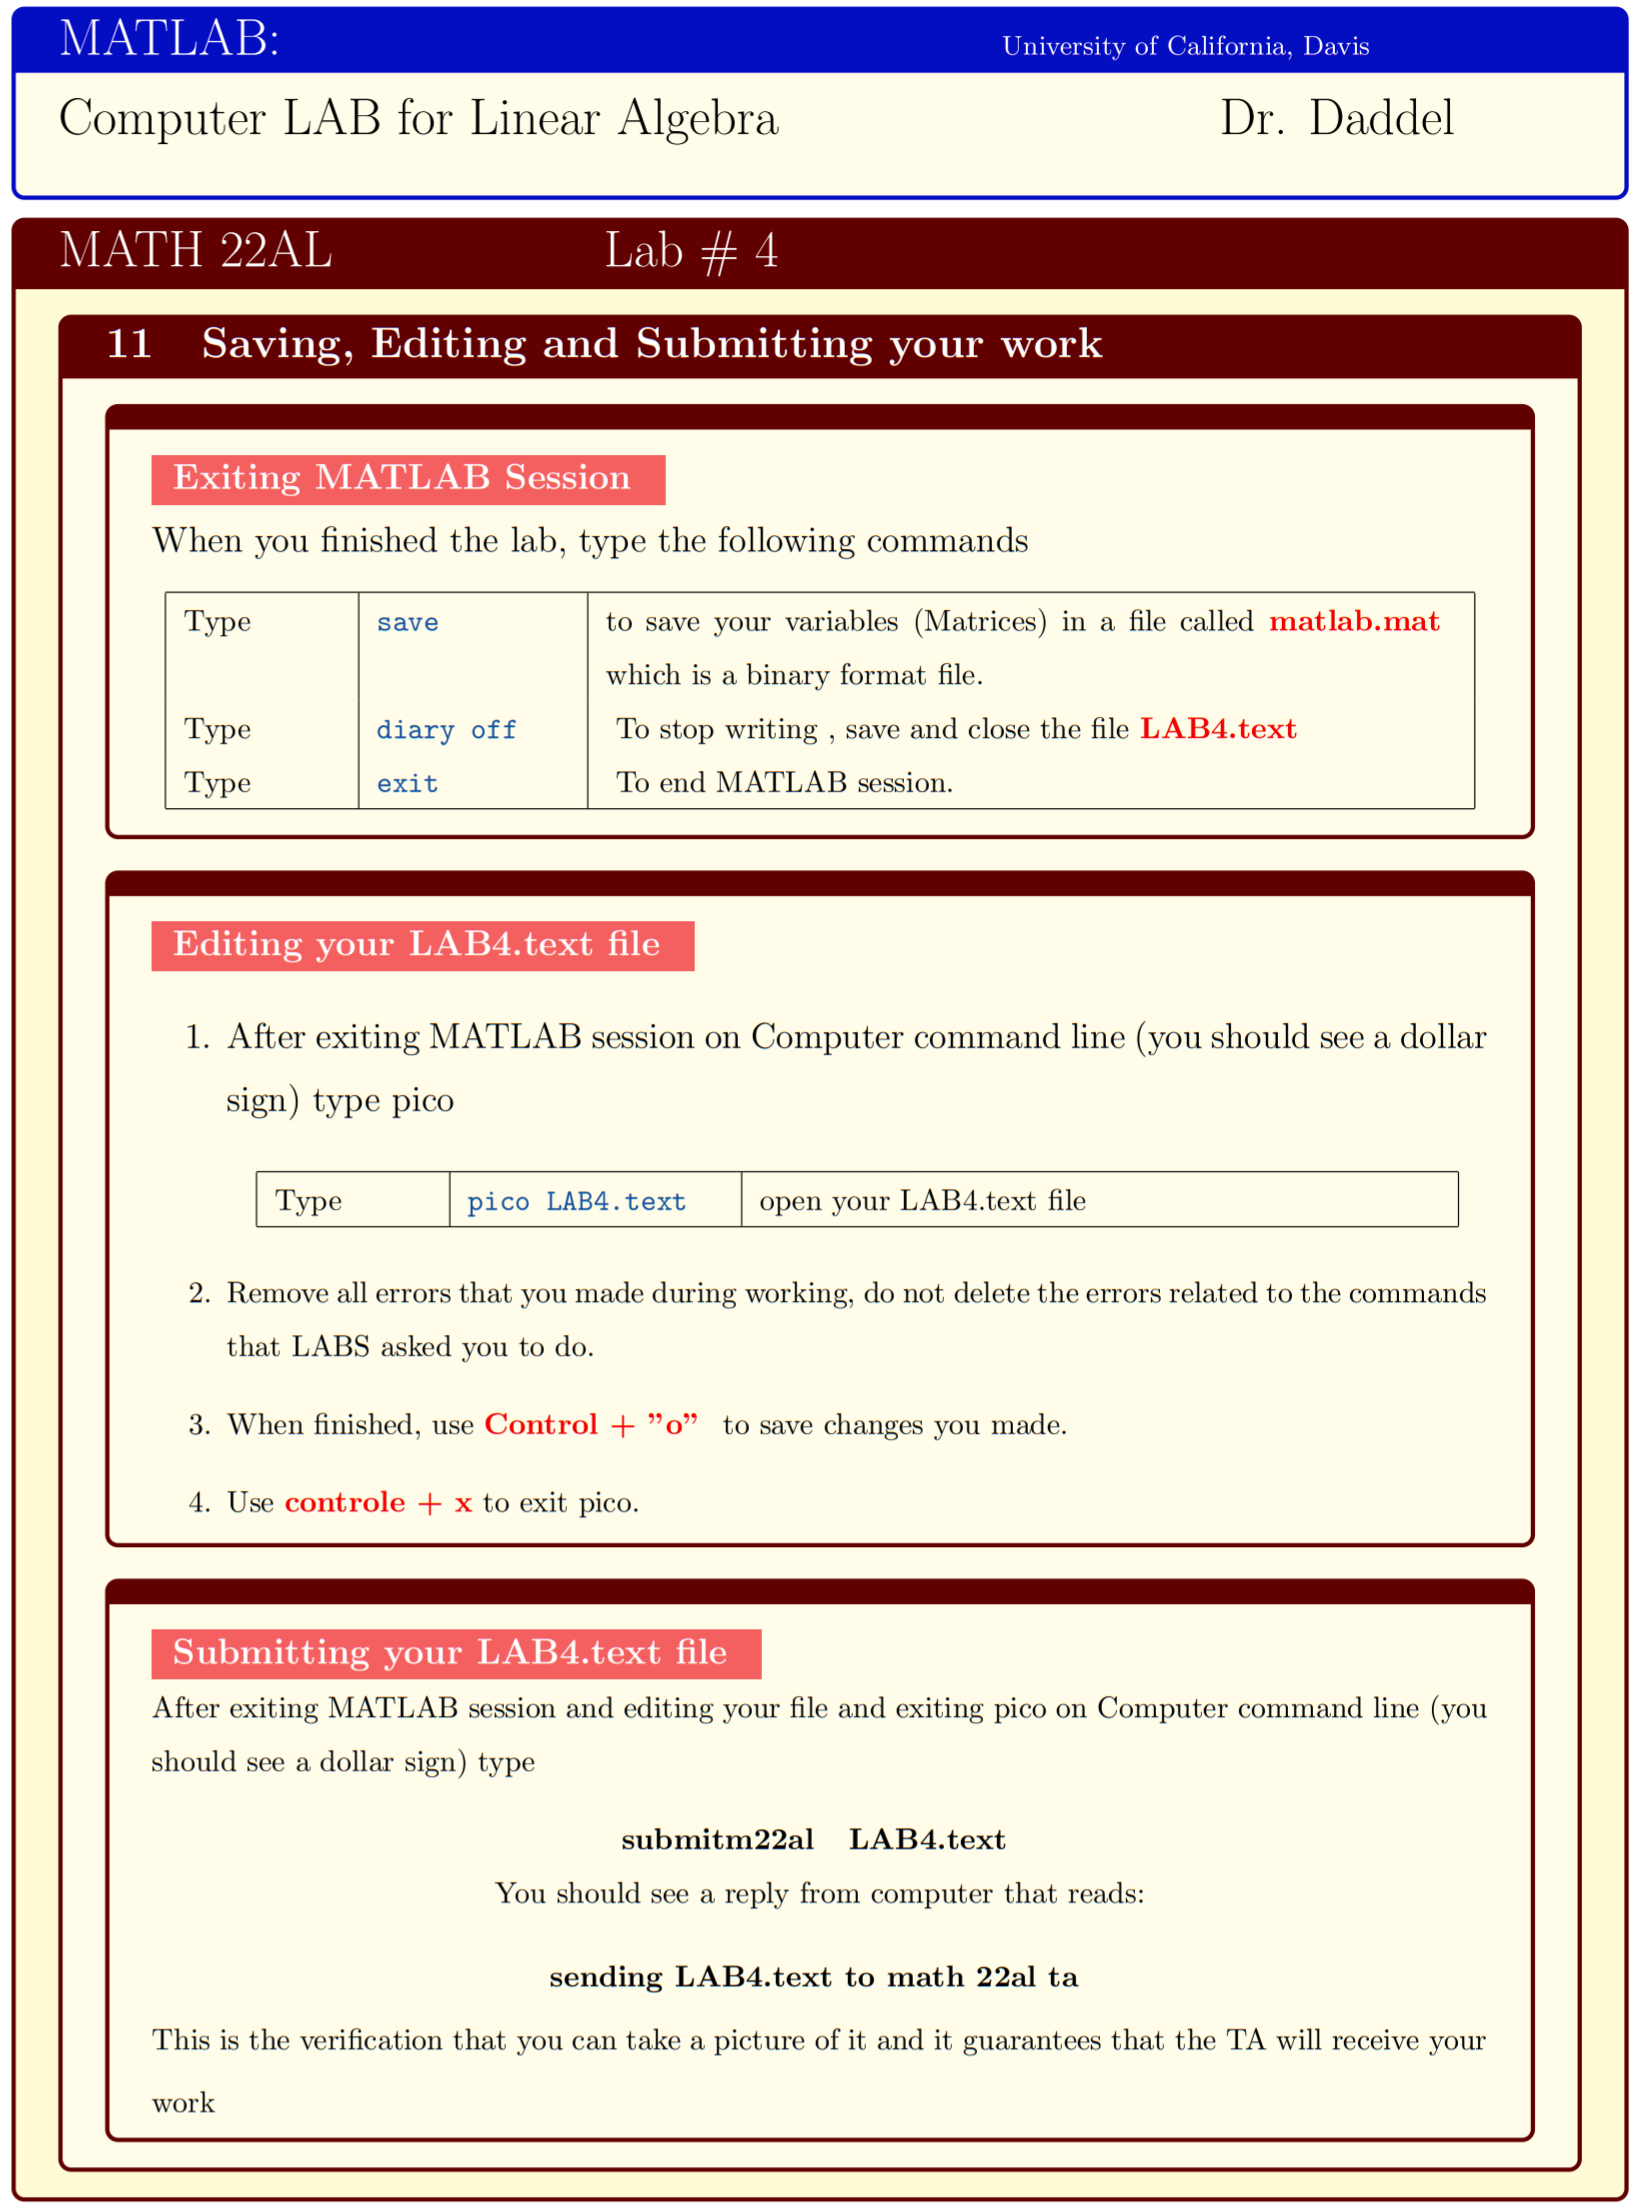 MATLAB: University of California, Davis
Computer LAB for Linear Algebra Dr. Daddel
MATH 22AL Lab # 4
11 Saving, Editing and Submitting your work
Exiting MATLAB Session
When you finished the lab, type the following commands
Type save to save your variables (Matrices) in a file called matlab.mat
which is a binary format file.
Type diary off To stop writing , save and close the file LAB4.text
Type exit To end MATLAB session.
Editing your LAB4.text file
1. After exiting MATLAB session on Computer command line (you should see a dollar
sign) type pico
Type pico LAB4.text open your LAB4.text file
2. Remove all errors that you made during working, do not delete the errors related to the commands
that LABS asked you to do.
3. When finished, use Control + ”o” to save changes you made.
4. Use controle + x to exit pico.
Submitting your LAB4.text file
After exiting MATLAB session and editing your file and exiting pico on Computer command line (you
should see a dollar sign) type
submitm22al LAB4.text
You should see a reply from computer that reads:
sending LAB4.text to math 22al ta
This is the verification that you can take a picture of it and it guarantees that the TA will receive your
work